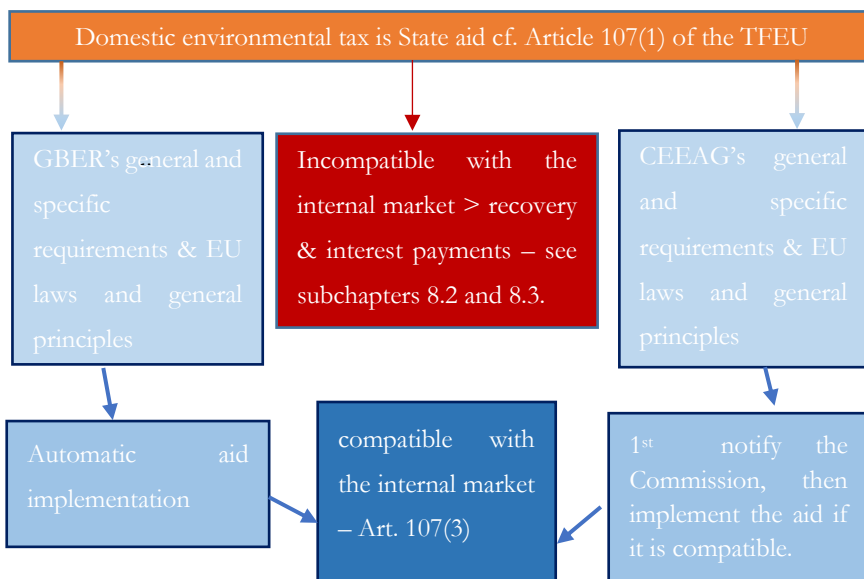 Domestic environmental tax is State aid cf. Article 107(1) of the TFEU
GBER's general and
specific
requirements & EU
laws and general
principles
Incompatible with the
internal market > recovery
& interest payments – see
subchapters 8.2 and 8.3.
CEEAG's general
and specific
requirements & EU
laws and general
principles
Automatic aid
implementation
compatible with
the internal market
– Art. 107(3)
1st notify the
Commission, then
implement the aid if
it is compatible.